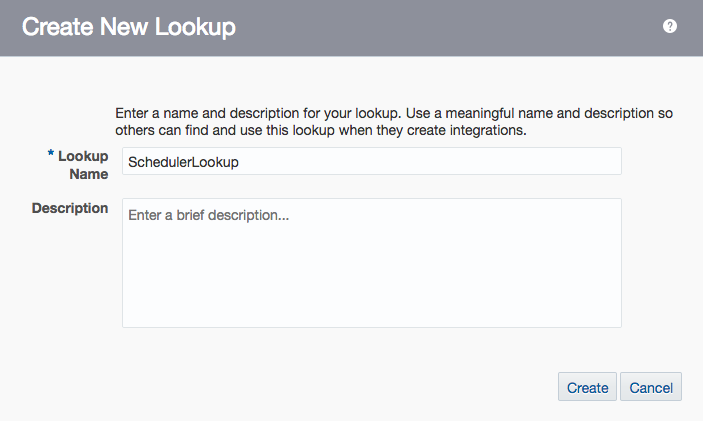 Create New Lookup
?
Enter a name and description for your lookup. Use a meaningful name and description so
others can find and use this lookup when they create integrations.
* Lookup
Name
SchedulerLookup
Description
Enter a brief description...
Create
Cancel